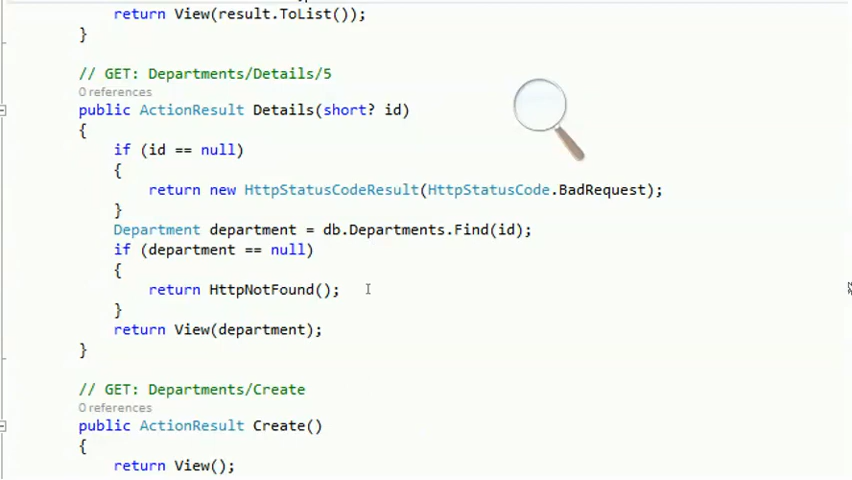 return View(result.ToList());
}
// GET: Departments/Details/5
0 references
public ActionResult Details(short? id)
{
if (id == null)
{
return new HttpStatusCodeResult(HttpStatusCode.BadRequest);
}
Department department = db.Departments.Find(id);
if (department == null)
{
return HttpNotFound();
}
return View(department);
}
// GET: Departments/Create
0 references
public ActionResult Create()
{
return View();